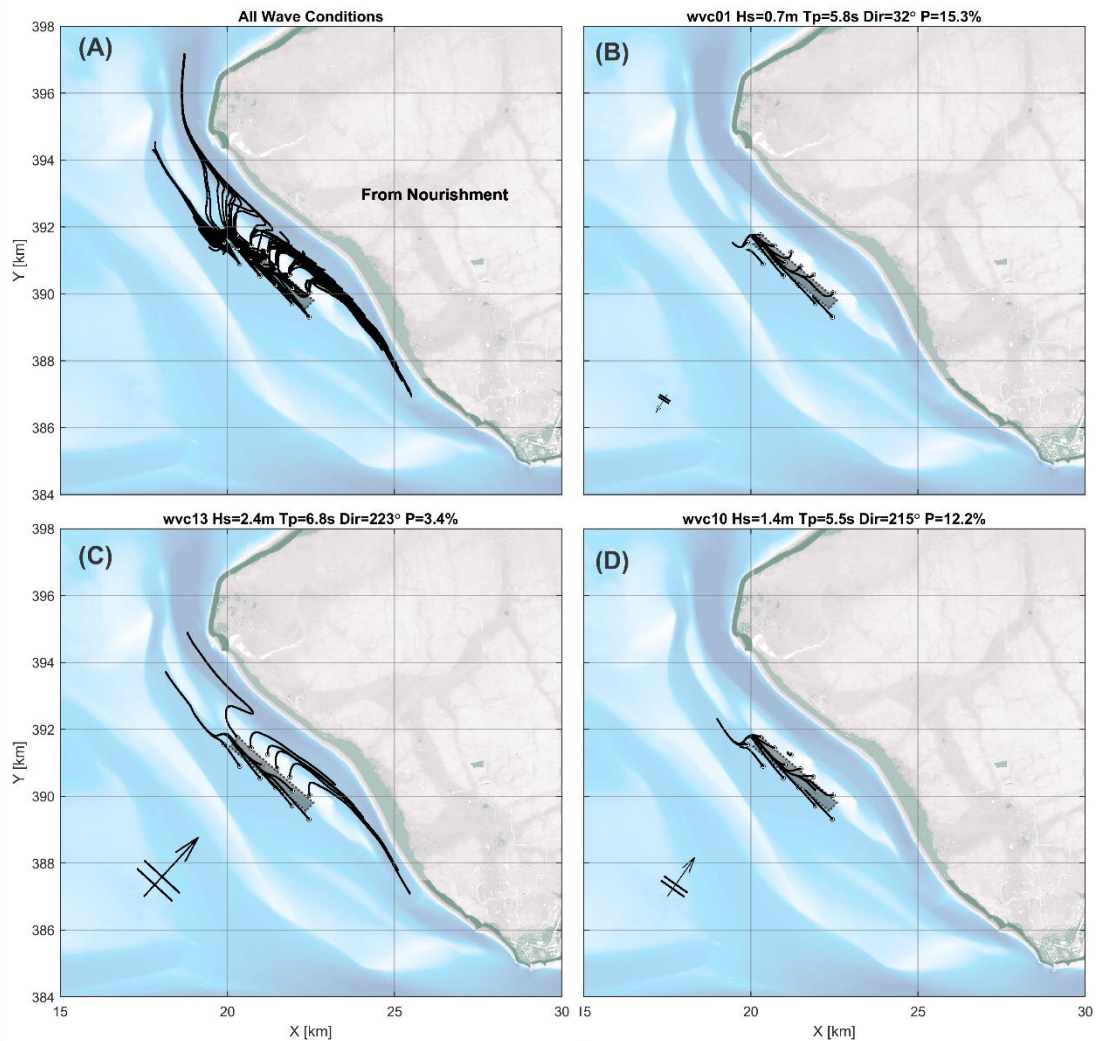 All Wave Conditions
(A)
From Nourishment
398
396
394
392
390
388
386
384
Y [km]
wvc01 Hs=0.7m Tp=5.8s Dir=32° P=15.3%
(B)
wvc13 Hs=2.4m Tp=6.8s Dir=223° P=3.4%
(C)
398
396
394
392
390
388
386
384
Y [km]
15
20
25
30
X [km]
wvc10 Hs=1.4m Tp=5.5s Dir=215° P=12.2%
(D)
15
20
25
30
X [km]